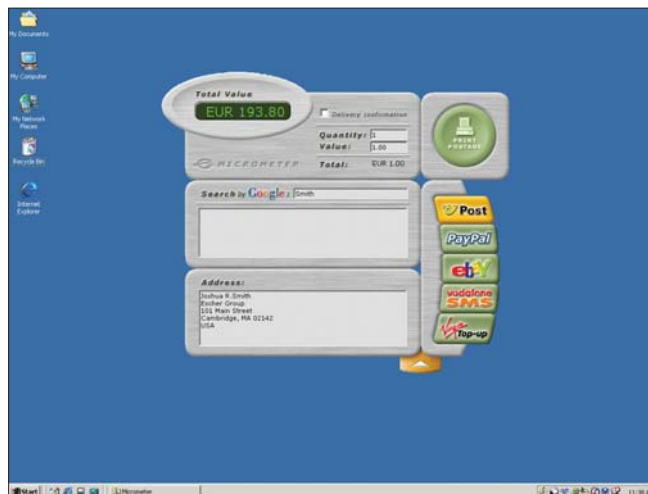 My Documents
My Computer
My Network
Places
Recycle Bin
Internet
Explorer
Total Value
EUR 193.80
Delivery confirmation
Quantity: 1
Value: 1.00
MICROMETER
Total: EUR 1.00
PRINT
POSTAGE
Search by Google: Smith
Post
PayPal
ebY
vodafone
SMS
Virgin
Top-up
Address:
Joshua R.Smith
Escher Group
101 Main Street
Cambridge, MA 02142
USA
Start
Micrometer